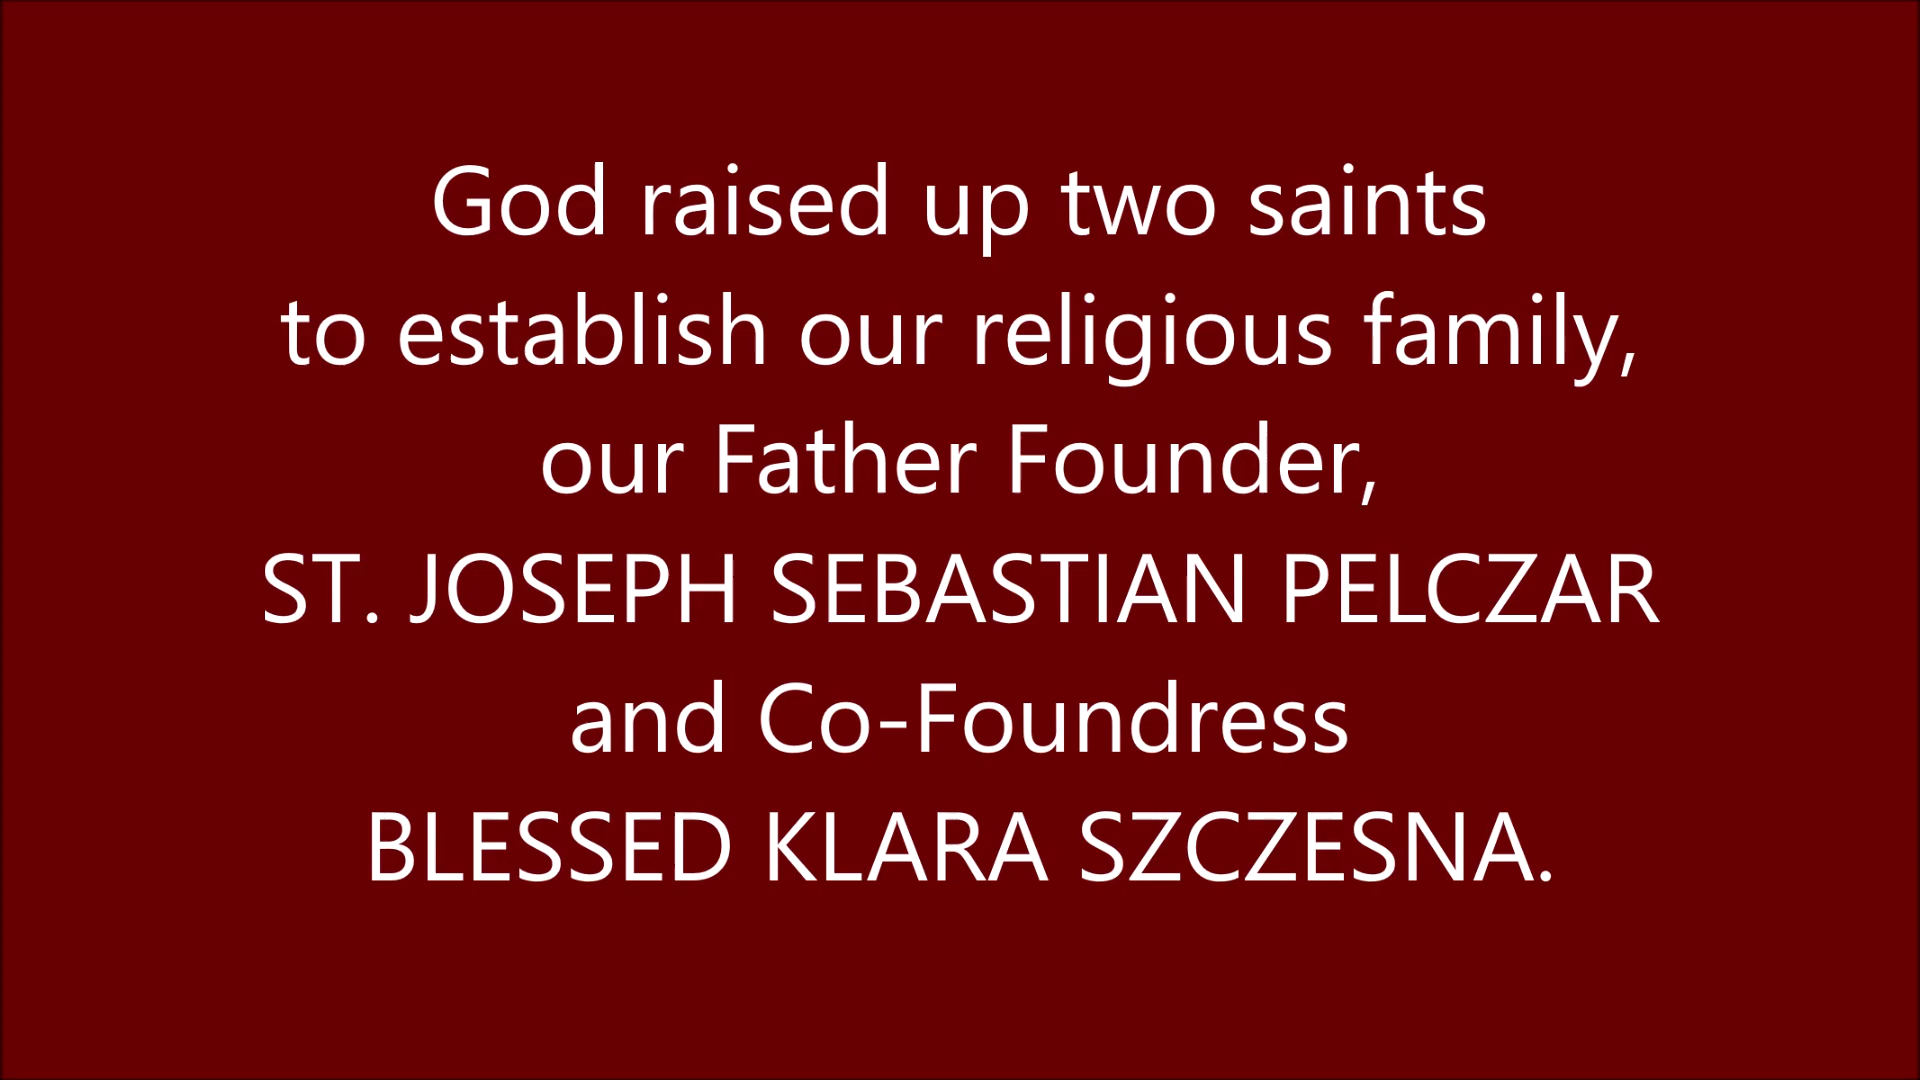 God raised up two saints
to establish our religious family,
our Father Founder,
ST. JOSEPH SEBASTIAN PELCZAR
and Co-Foundress
BLESSED KLARA SZCZESNA.